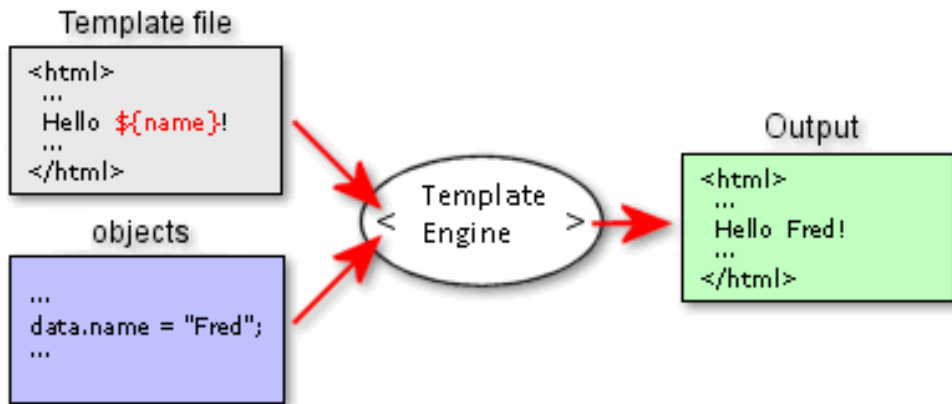 Template file
<html>
...
Hello ${name}!
...
</html>
objects
...
data.name = "Fred";
...
< Template >
Engine
Output
<html>
...
Hello Fred!
...
</html>